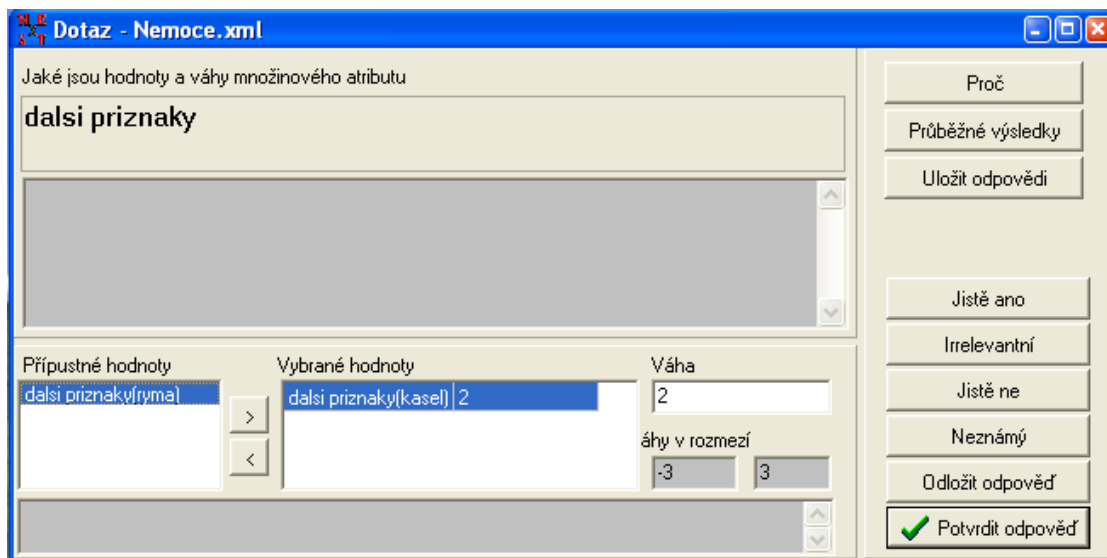 NEST Dotaz - Nemoce.xml
Jaké jsou hodnoty a váhy množinového atributu
dalsi priznaky
Proč
Průběžné výsledky
Uložit odpovědi
Přípustné hodnoty
dalsi priznaky(ryma)
>
<
Vybrané hodnoty
dalsi priznaky(kasel) 2
Váha
2
áhy v rozmezí
-3 3
Jistě ano
Irrelevantní
Jistě ne
Neznámý
Odložit odpověď
Potvrdit odpověď